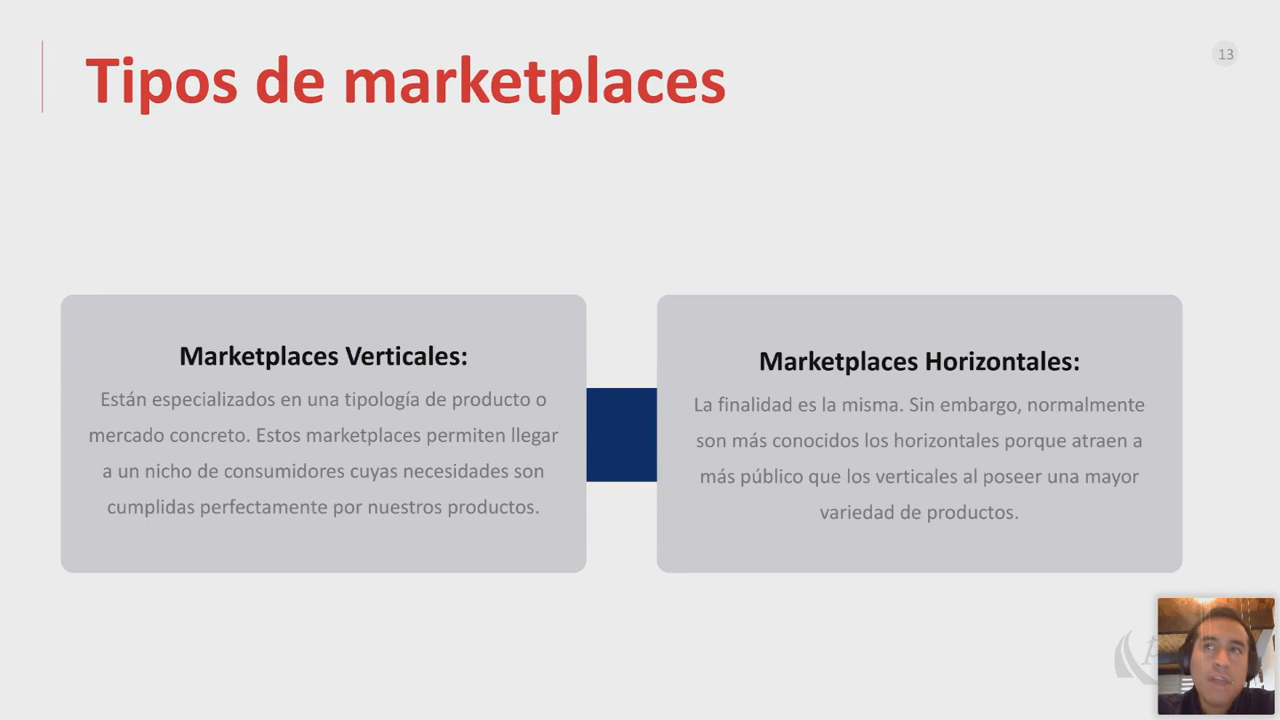 Tipos de marketplaces
13
Marketplaces Verticales:
Están especializados en una tipología de producto o
mercado concreto. Estos marketplaces permiten llegar
a un nicho de consumidores cuyas necesidades son
cumplidas perfectamente por nuestros productos.
Marketplaces Horizontales:
La finalidad es la misma. Sin embargo, normalmente
son más conocidos los horizontales porque atraen a
más público que los verticales al poseer una mayor
variedad de productos.